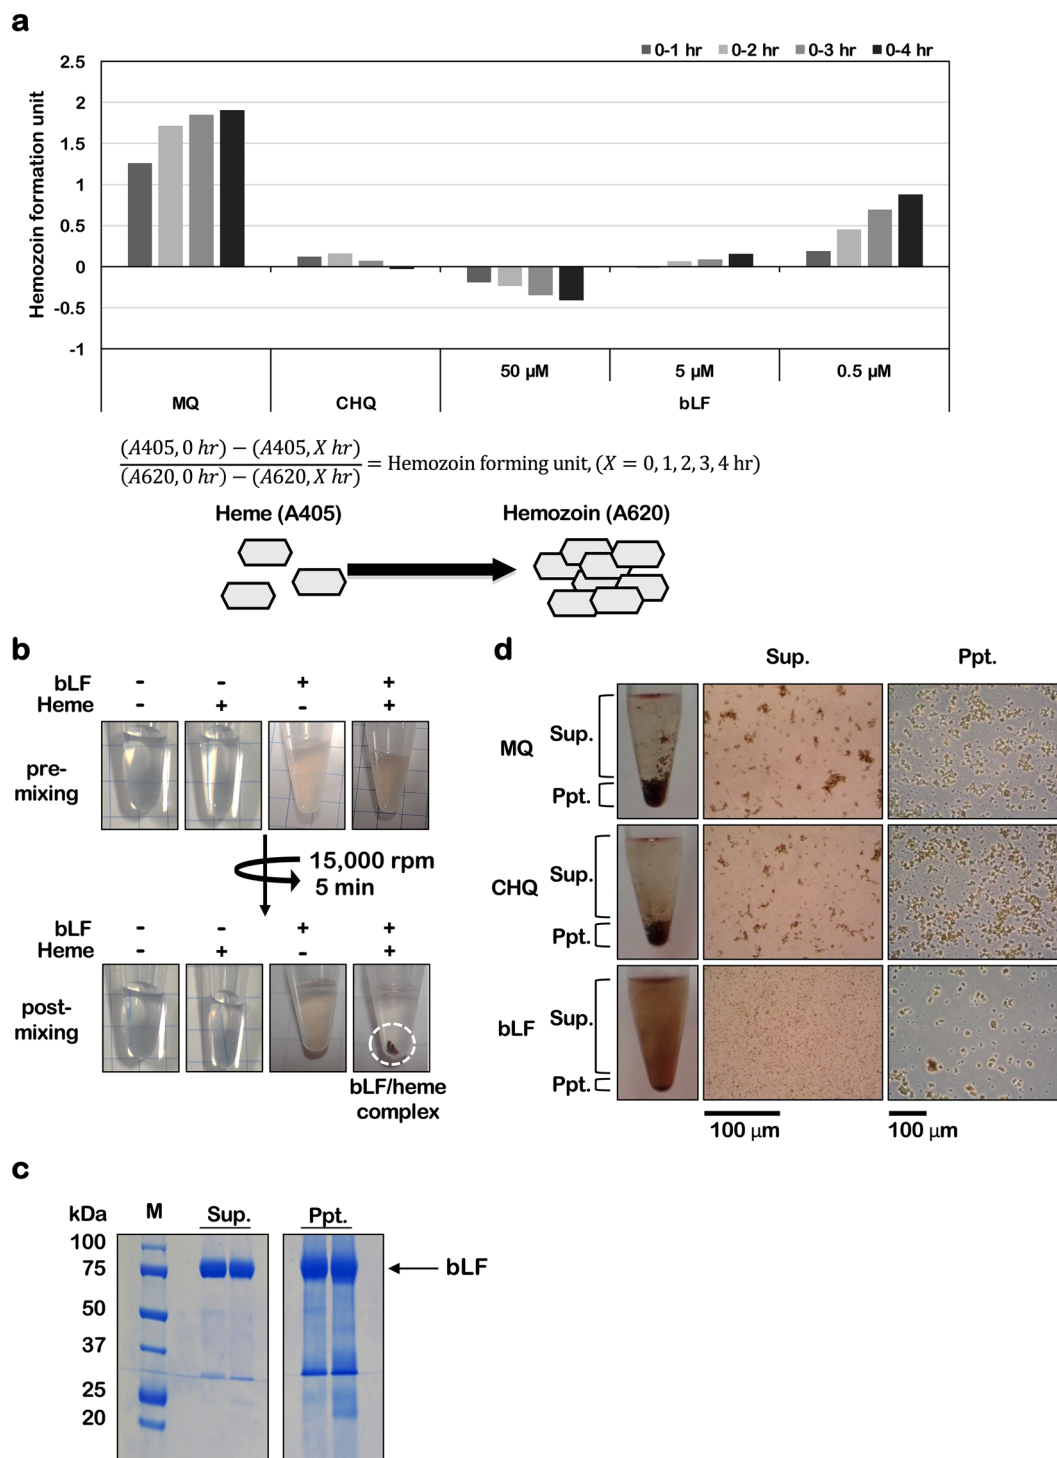 a
0-1 hr 0-2 hr 0-3 hr 0-4 hr
2.5
2
1.5
1
0.5
0
-0.5
-1
Hemozoin formation unit
50 µM 5 µM 0.5 µM
MQ CHQ bLF
(A405, 0 hr) − (A405, X hr)
(A620, 0 hr) − (A620, X hr)
= Hemozoin forming unit, (X = 0, 1, 2, 3, 4 hr)
Heme (A405) Hemozoin (A620)
b
bLF - - + +
Heme - + - +
pre-
mixing
15,000 rpm
5 min
bLF - - + +
Heme - + - +
post-
mixing
bLF/heme
complex
d
Sup. Ppt.
MQ
Sup.
Ppt.
CHQ
Sup.
Ppt.
bLF
Sup.
Ppt.
100 µm 100 µm
c
kDa M Sup. Ppt.
100
75
50
37
25
20
bLF